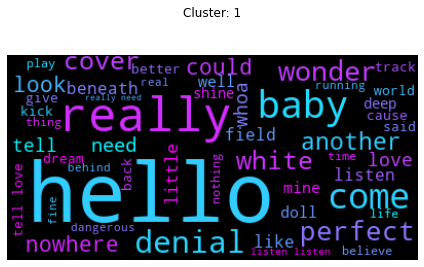 Cluster: 1
play cover better could wonder track
look beneath real shine well whoa baby running world
give really need deep
kick really cause said
thing field another
tell need
dream hello back little white mine love listen
tell love behind nothing time come
fine doll life
dangerous like perfect
nowhere denial listen listen believe